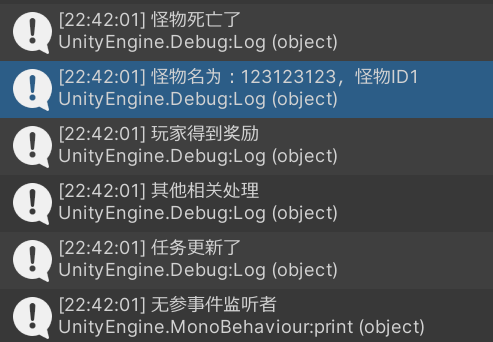 [22:42:01] 怪物死亡了
UnityEngine.Debug:Log (object)
[22:42:01] 怪物名为：123123123，怪物ID1
UnityEngine.Debug:Log (object)
[22:42:01] 玩家得到奖励
UnityEngine.Debug:Log (object)
[22:42:01] 其他相关处理
UnityEngine.Debug:Log (object)
[22:42:01] 任务更新了
UnityEngine.Debug:Log (object)
[22:42:01] 无参事件监听者
UnityEngine.MonoBehaviour:print (object)